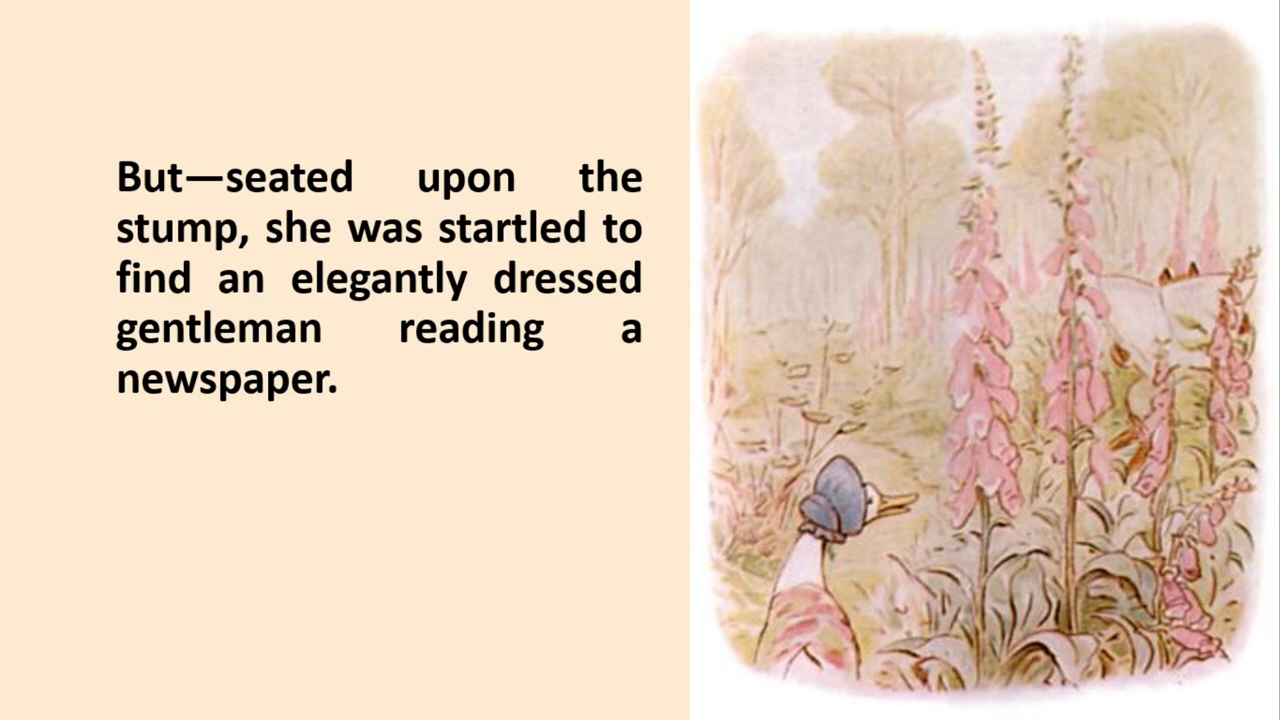 But—seated upon the
stump, she was startled to
find an elegantly dressed
gentleman reading a
newspaper.